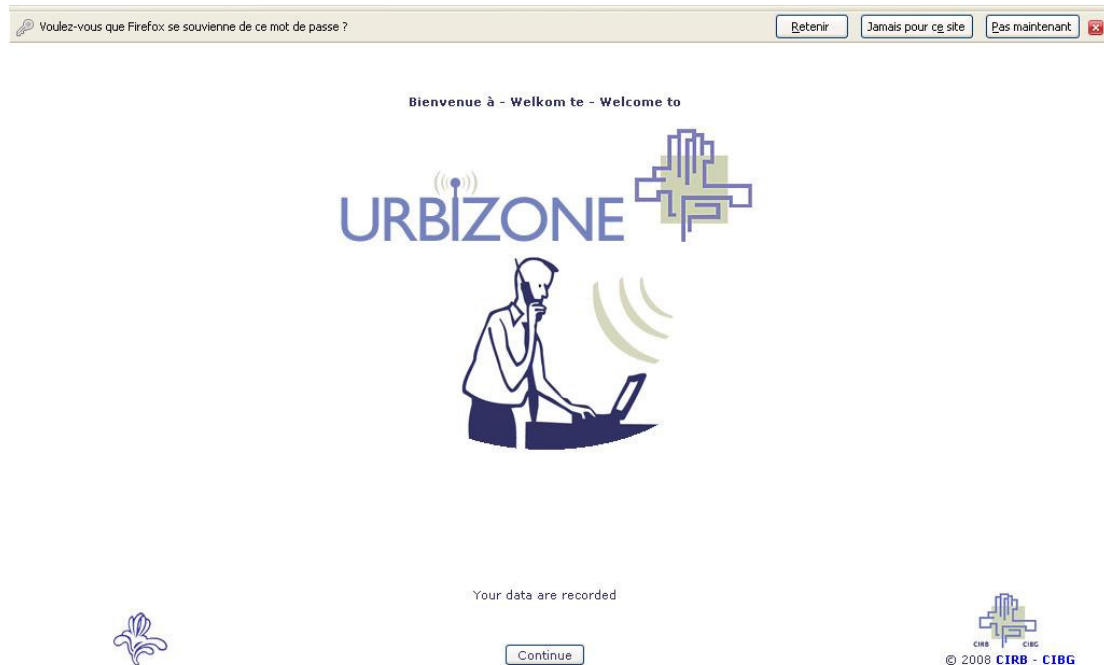 Voulez-vous que Firefox se souvienne de ce mot de passe ? Retenir Jamais pour ce site Pas maintenant
Bienvenue à - Welkom te - Welcome to
URBIZONE
Your data are recorded
Continue
CIRB CIBG
© 2008 CIRB - CIBG